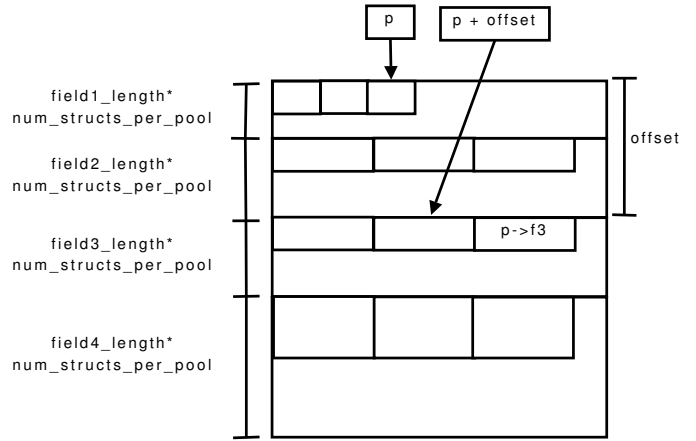 p
p + offset
field1_length*
num_structs_per_pool
offset
field2_length*
num_structs_per_pool
p->f3
field3_length*
num_structs_per_pool
field4_length*
num_structs_per_pool